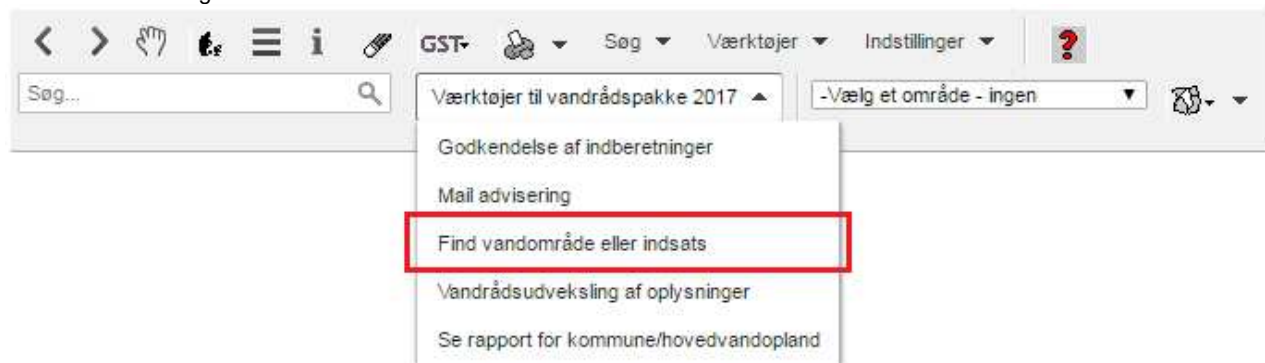 GST
Søg Værktøjer Indstillinger ?
Søg... Værktøjer til vandrådspakke 2017 -Vælg et område - ingen
Godkendelse af indberetninger
Mail advisering
Find vandområde eller indsats
Vandrådsudveksling af oplysninger
Se rapport for kommune/hovedvandopland